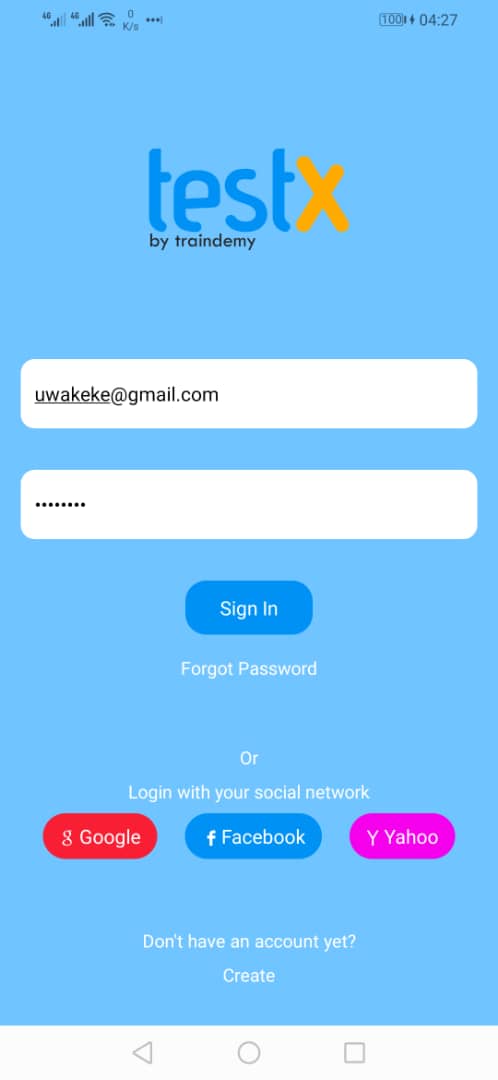 4G 4G 0 K/s 100 04:27
testx
by traindemy
uwakeke@gmail.com
••••••••
Sign In
Forgot Password
Or
Login with your social network
g Google f Facebook Y Yahoo
Don't have an account yet?
Create